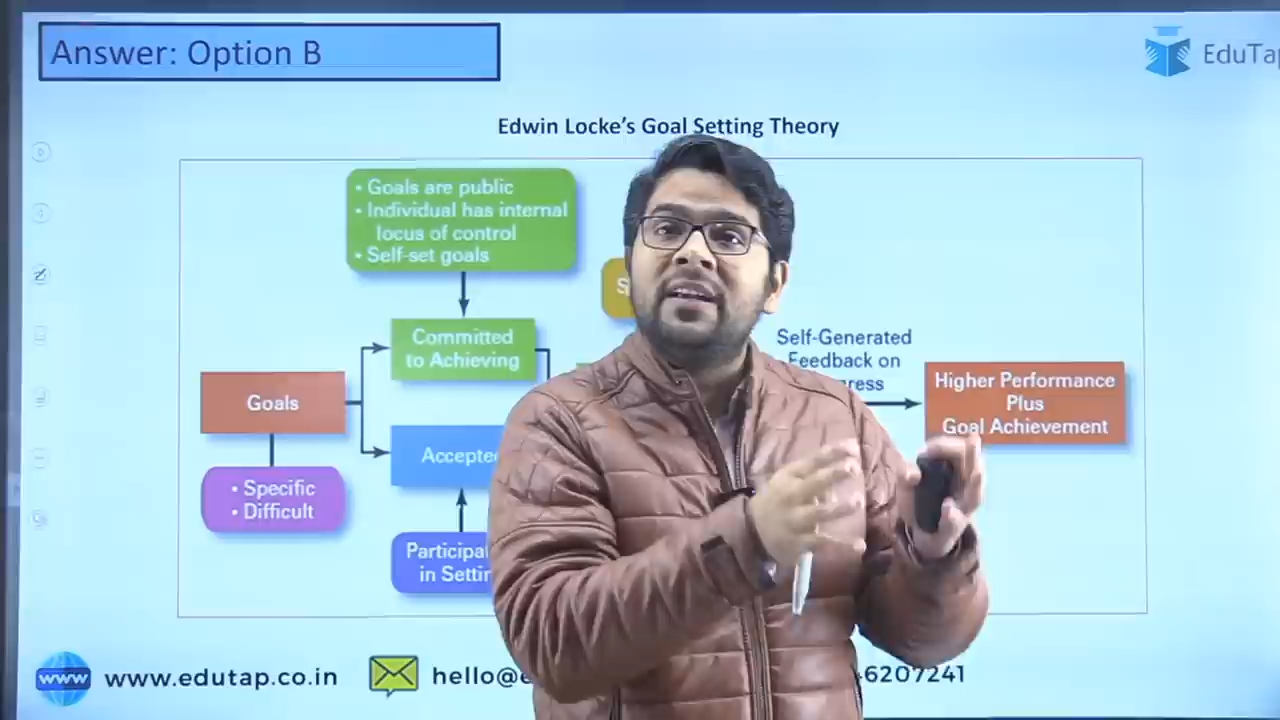 Answer: Option B
EduTap
Edwin Locke's Goal Setting Theory
• Goals are public
• Individual has internal
locus of control
• Self-set goals
Committed
to Achieving
Goals
Accepted
• Specific
• Difficult
in
Self-Generated
Feedback on
Higher Performance
Plus
Goal Achievement
www
www.edutap.co.in
6207241